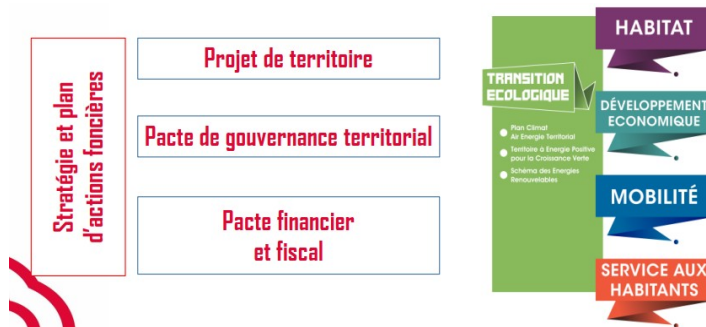 Stratégie et plan
d'actions foncières
Projet de territoire
Pacte de gouvernance territorial
Pacte financier
et fiscal
TRANSITION
ECOLOGIQUE
Plan Climat
Air Energie Territorial
Territoire à Energie Positive
pour la Croissance Verte
Schéma des Energies
Renouvelables
HABITAT
DÉVELOPPEMENT
ECONOMIQUE
MOBILITÉ
SERVICE AUX
HABITANTS